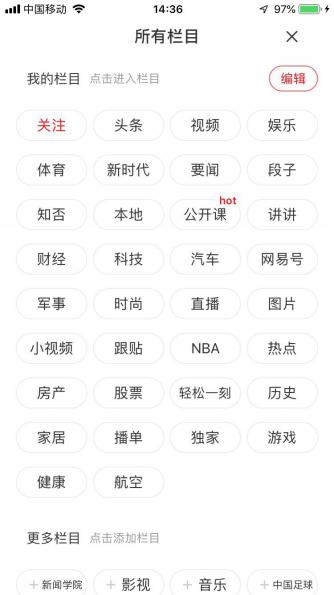 中国移动 14:36 97%
所有栏目
我的栏目 点击进入栏目 编辑
关注 头条 视频 娱乐
体育 新时代 要闻 段子
hot
知否 本地 公开课 讲讲
财经 科技 汽车 网易号
军事 时尚 直播 图片
小视频 跟贴 NBA 热点
房产 股票 轻松一刻 历史
家居 播单 独家 游戏
健康 航空
更多栏目 点击添加栏目
+ 新闻学院 + 影视 + 音乐 + 中国足球